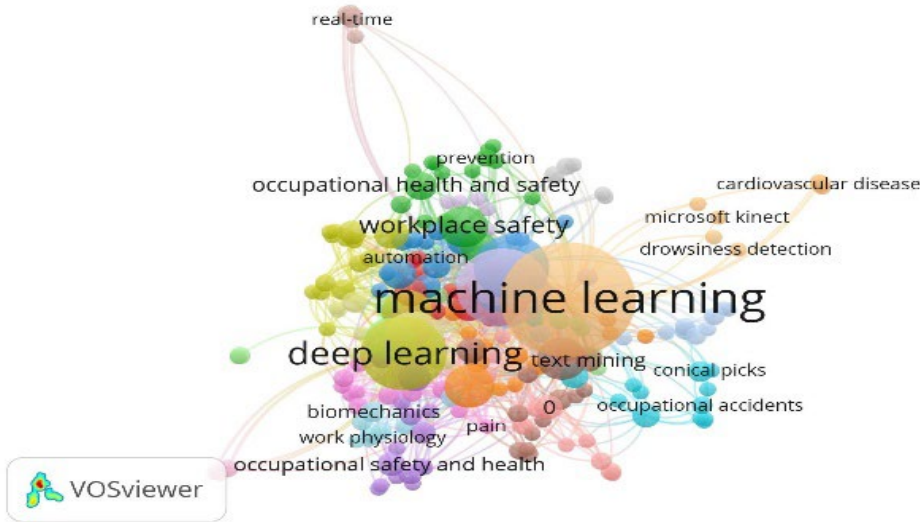 real-time
prevention
occupational health and safety
cardiovascular disease
workplace safety
microsoft kinect
automation
drowsiness detection
machine learning
deep learning
text mining
conical picks
biomechanics
0
occupational accidents
work physiology
pain
occupational safety and health
VOSviewer